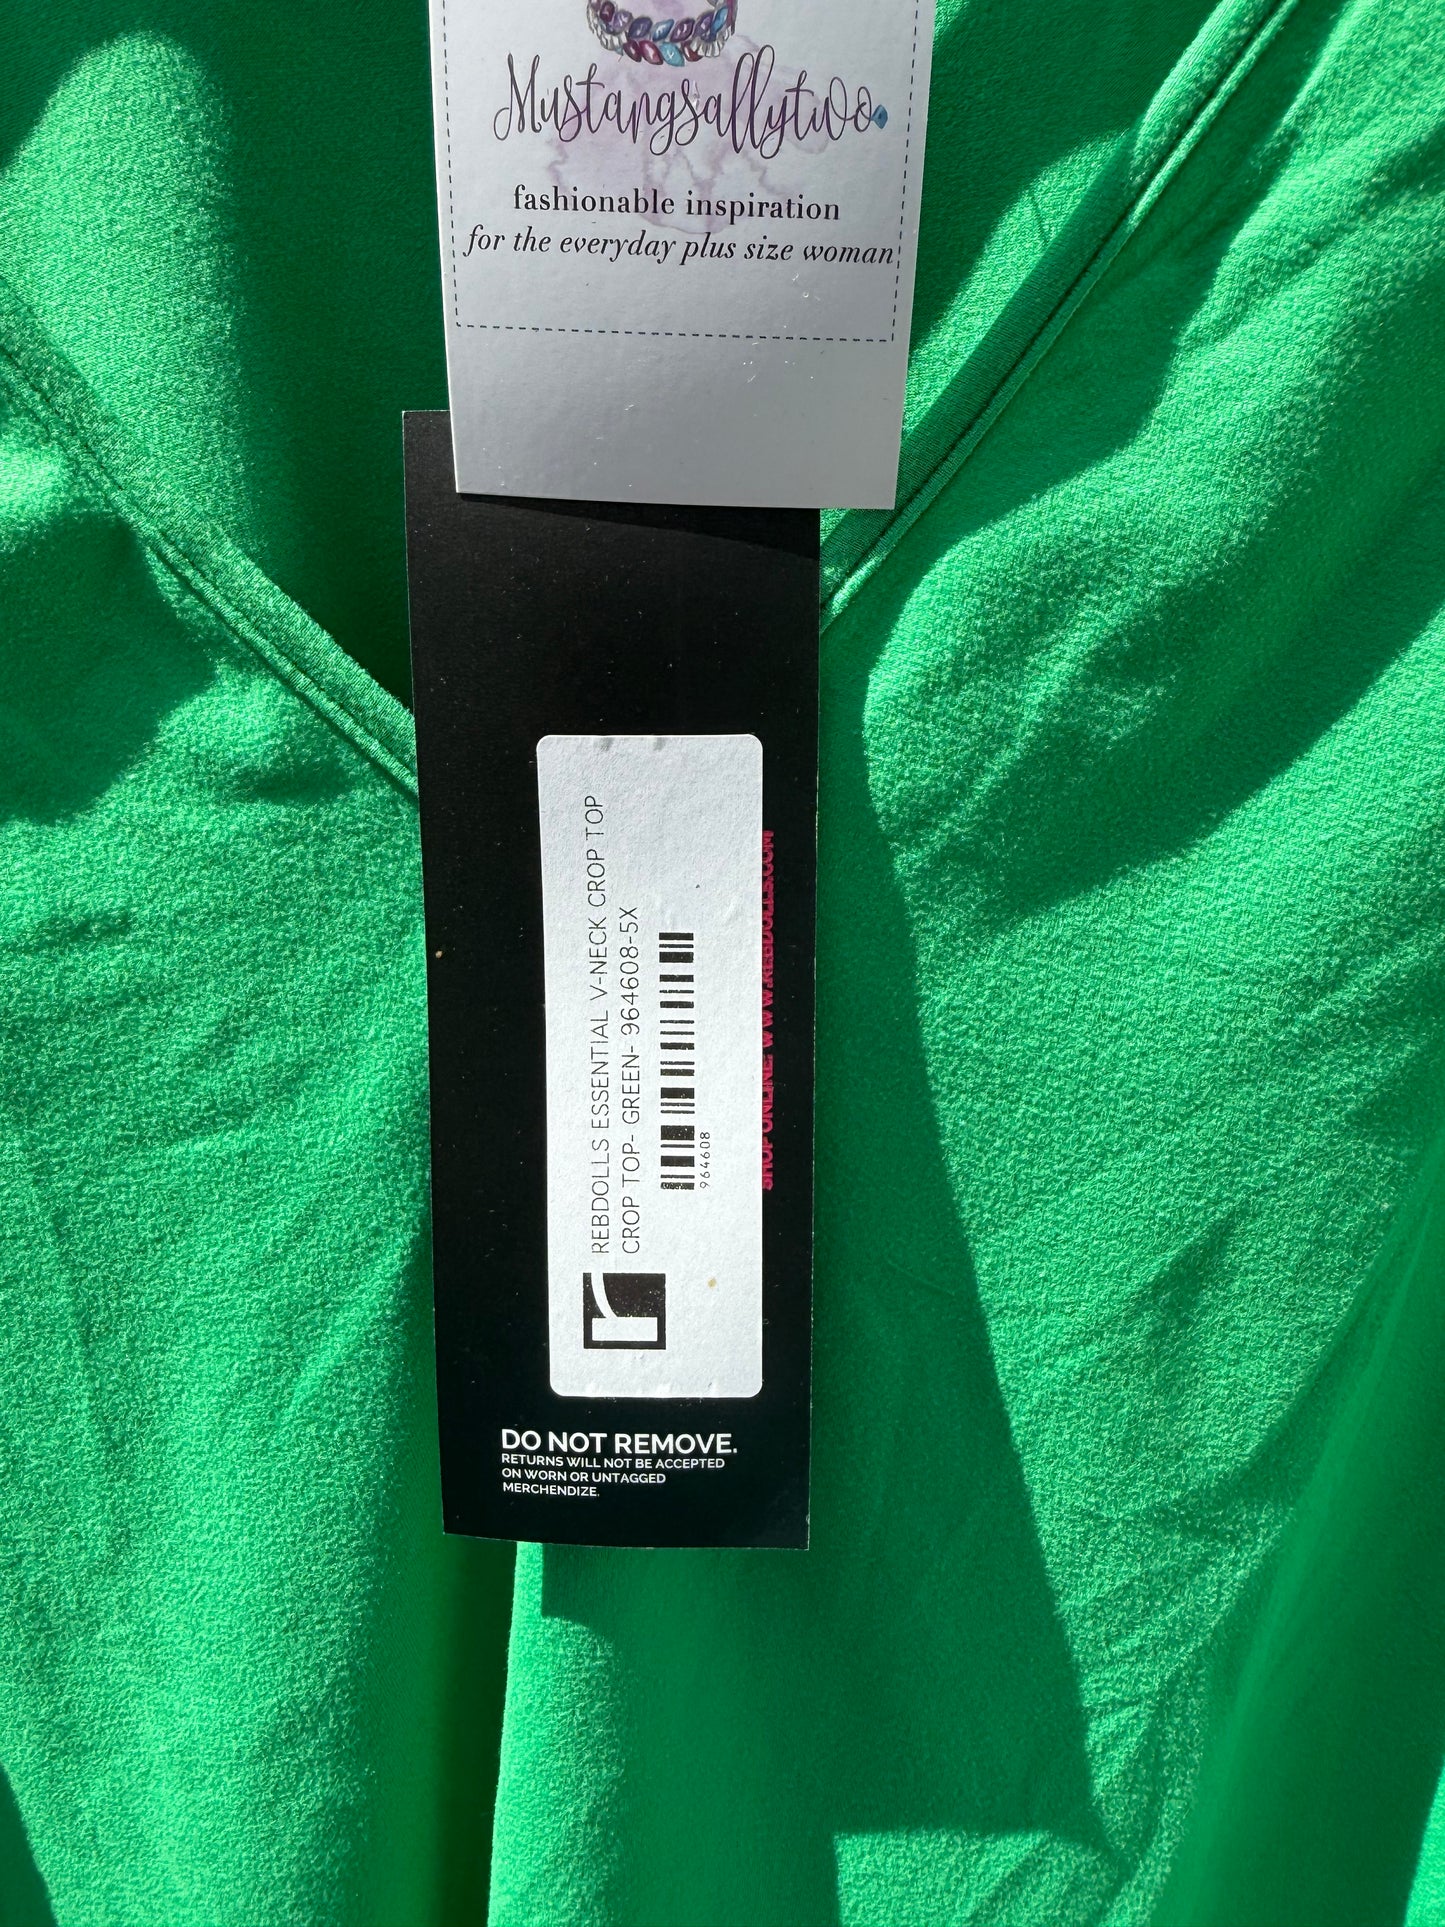 Mustangsallytwo
fashionable inspiration
for the everyday plus size woman
REBDOLLS ESSENTIAL V-NECK CROP TOP
CROP TOP- GREEN- 964608-5X
964608
SHOP ONLINE: WWW.REBDOLLS.COM
DO NOT REMOVE.
RETURNS WILL NOT BE ACCEPTED
ON WORN OR UNTAGGED
MERCHENDIZE.